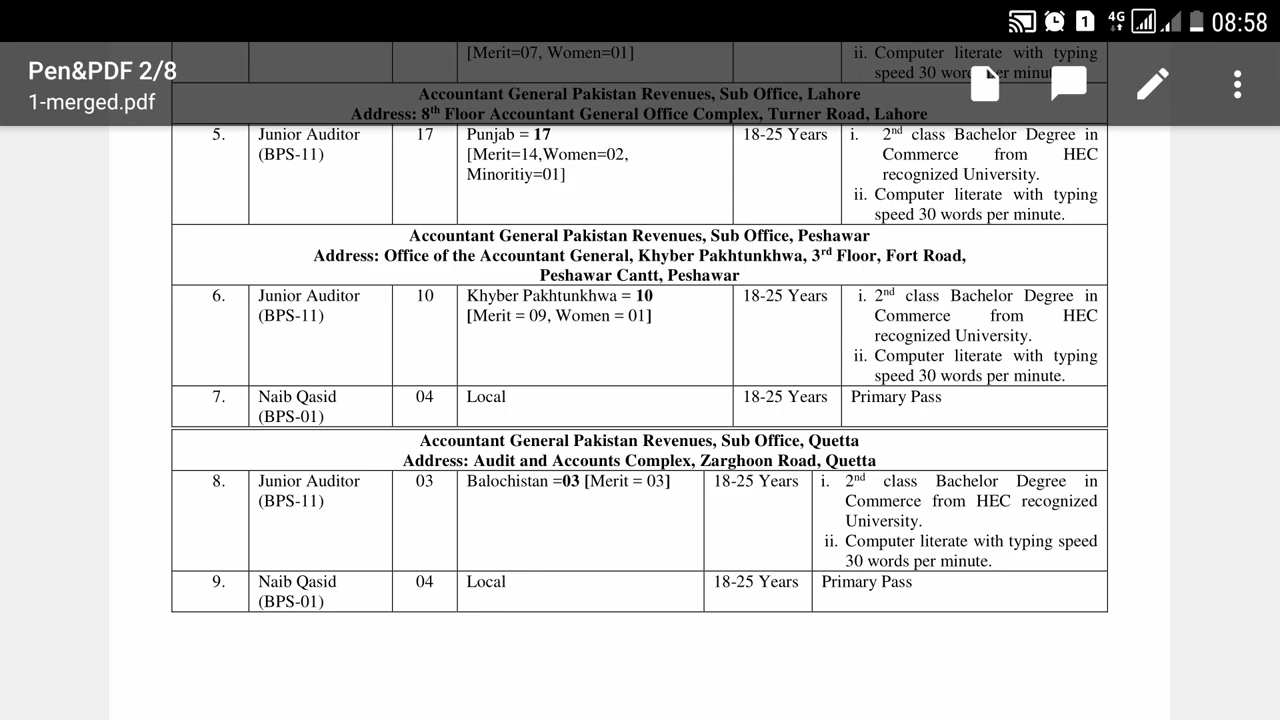 4G 1 08:58
Pen&PDF 2/8
1-merged.pdf
[Merit=07, Women=01]
ii. Computer literate with typing
speed 30 words per minute.
Accountant General Pakistan Revenues, Sub Office, Lahore
Address: 8th Floor Accountant General Office Complex, Turner Road, Lahore
5. Junior Auditor 17 Punjab = 17 18-25 Years i. 2nd class Bachelor Degree in
(BPS-11) [Merit=14,Women=02, Commerce from HEC
Minoritiy=01] recognized University.
ii. Computer literate with typing
speed 30 words per minute.
Accountant General Pakistan Revenues, Sub Office, Peshawar
Address: Office of the Accountant General, Khyber Pakhtunkhwa, 3rd Floor, Fort Road,
Peshawar Cantt, Peshawar
6. Junior Auditor 10 Khyber Pakhtunkhwa = 10 18-25 Years i. 2nd class Bachelor Degree in
(BPS-11) [Merit = 09, Women = 01] Commerce from HEC
recognized University.
ii. Computer literate with typing
speed 30 words per minute.
7. Naib Qasid 04 Local 18-25 Years Primary Pass
(BPS-01)
Accountant General Pakistan Revenues, Sub Office, Quetta
Address: Audit and Accounts Complex, Zarghoon Road, Quetta
8. Junior Auditor 03 Balochistan =03 [Merit = 03] 18-25 Years i. 2nd class Bachelor Degree in
(BPS-11) Commerce from HEC recognized
University.
ii. Computer literate with typing speed
30 words per minute.
9. Naib Qasid 04 Local 18-25 Years Primary Pass
(BPS-01)